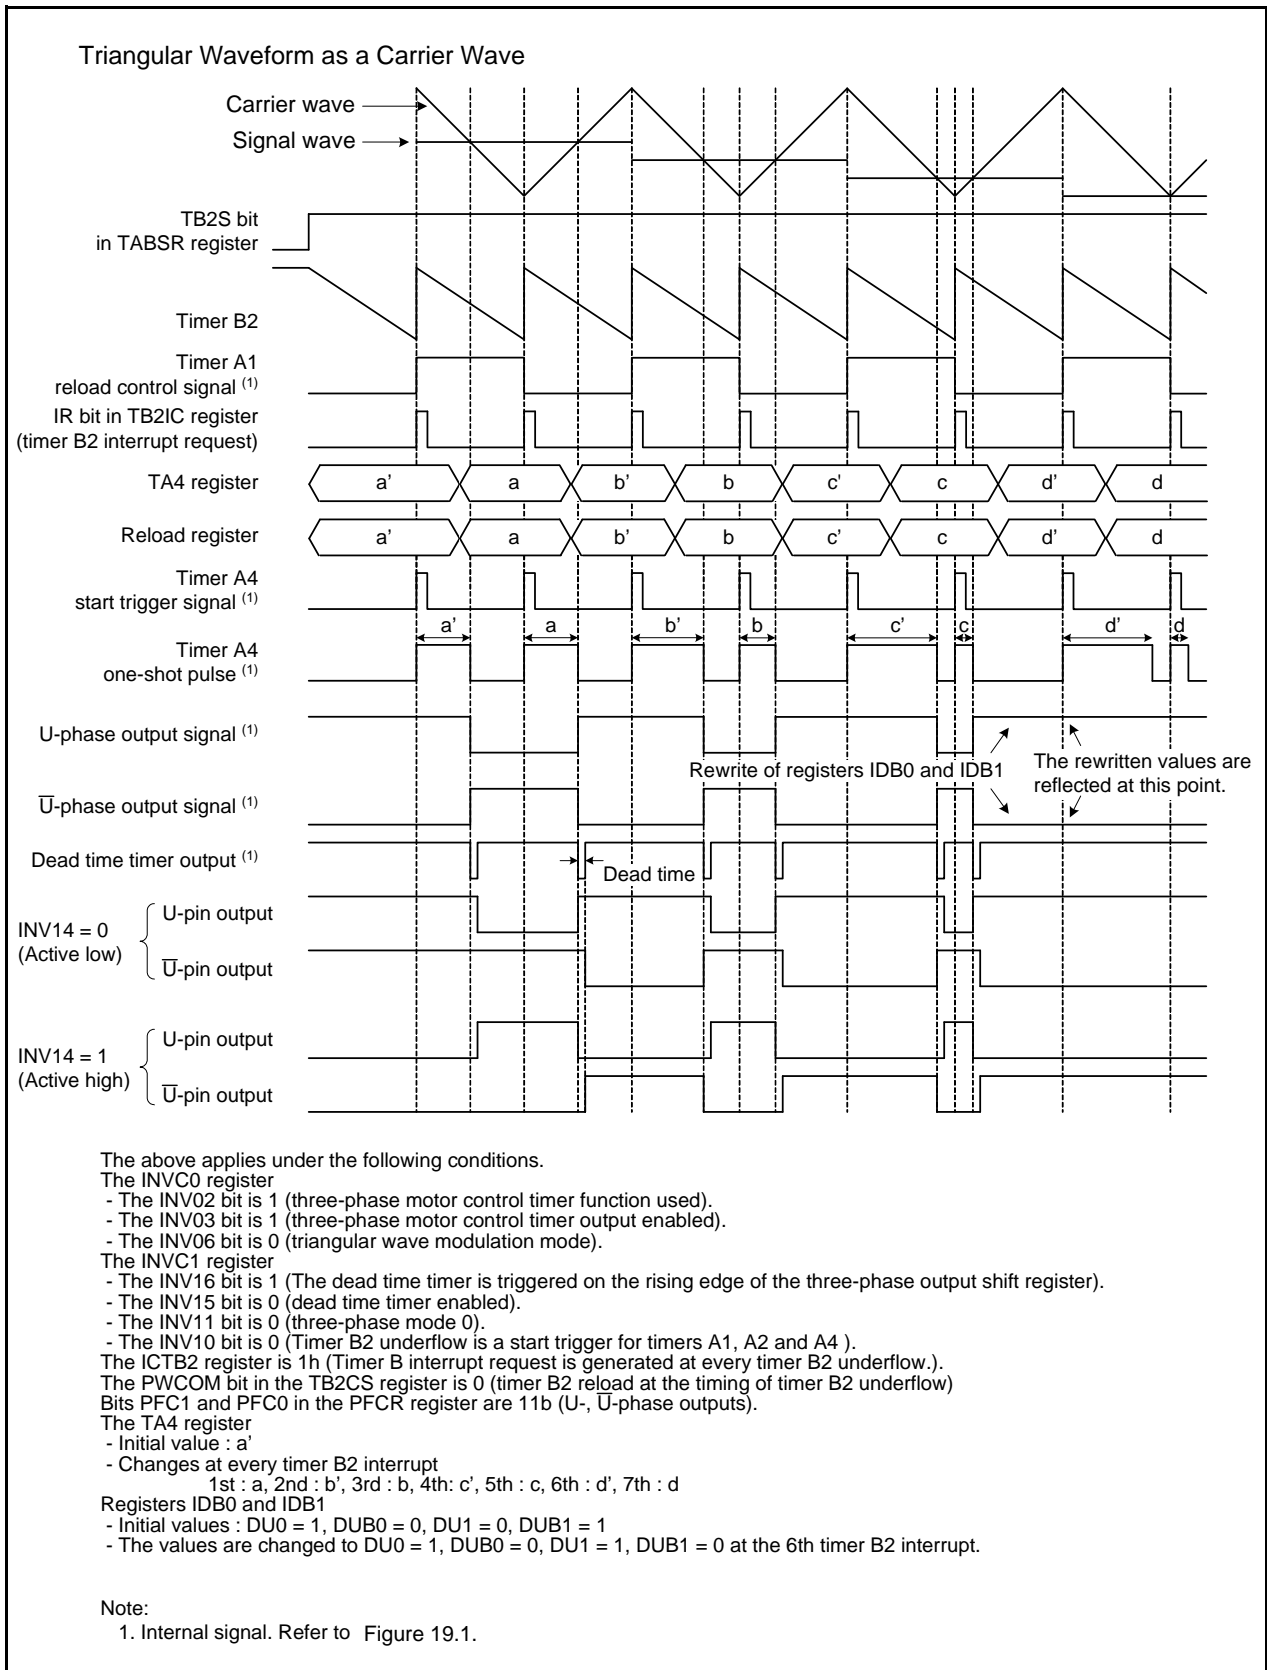 Triangular Waveform as a Carrier Wave
Carrier wave
Signal wave
TB2S bit
in TABSR register
Timer B2
Timer A1
reload control signal (1)
IR bit in TB2IC register
(timer B2 interrupt request)
TA4 register
a’ a b’ b c' c d’ d
Reload register
a’ a b’ b c’ c d’ d
Timer A4
start trigger signal (1)
a’ a b’ b c’ c d’ d
Timer A4
one-shot pulse (1)
U-phase output signal (1)
Rewrite of registers IDB0 and IDB1
The rewritten values are
reflected at this point.
U̅-phase output signal (1)
Dead time timer output (1)
Dead time
INV14 = 0
(Active low)
U-pin output
U̅-pin output
INV14 = 1
(Active high)
U-pin output
U̅-pin output
The above applies under the following conditions.
The INVC0 register
- The INV02 bit is 1 (three-phase motor control timer function used).
- The INV03 bit is 1 (three-phase motor control timer output enabled).
- The INV06 bit is 0 (triangular wave modulation mode).
The INVC1 register
- The INV16 bit is 1 (The dead time timer is triggered on the rising edge of the three-phase output shift register).
- The INV15 bit is 0 (dead time timer enabled).
- The INV11 bit is 0 (three-phase mode 0).
- The INV10 bit is 0 (Timer B2 underflow is a start trigger for timers A1, A2 and A4 ).
The ICTB2 register is 1h (Timer B interrupt request is generated at every timer B2 underflow.).
The PWCOM bit in the TB2CS register is 0 (timer B2 reload at the timing of timer B2 underflow)
Bits PFC1 and PFC0 in the PFCR register are 11b (U-, U̅-phase outputs).
The TA4 register
- Initial value : a’
- Changes at every timer B2 interrupt
1st : a, 2nd : b’, 3rd : b, 4th: c’, 5th : c, 6th : d’, 7th : d
Registers IDB0 and IDB1
- Initial values : DU0 = 1, DUB0 = 0, DU1 = 0, DUB1 = 1
- The values are changed to DU0 = 1, DUB0 = 0, DU1 = 1, DUB1 = 0 at the 6th timer B2 interrupt.
Note:
1. Internal signal. Refer to Figure 19.1.